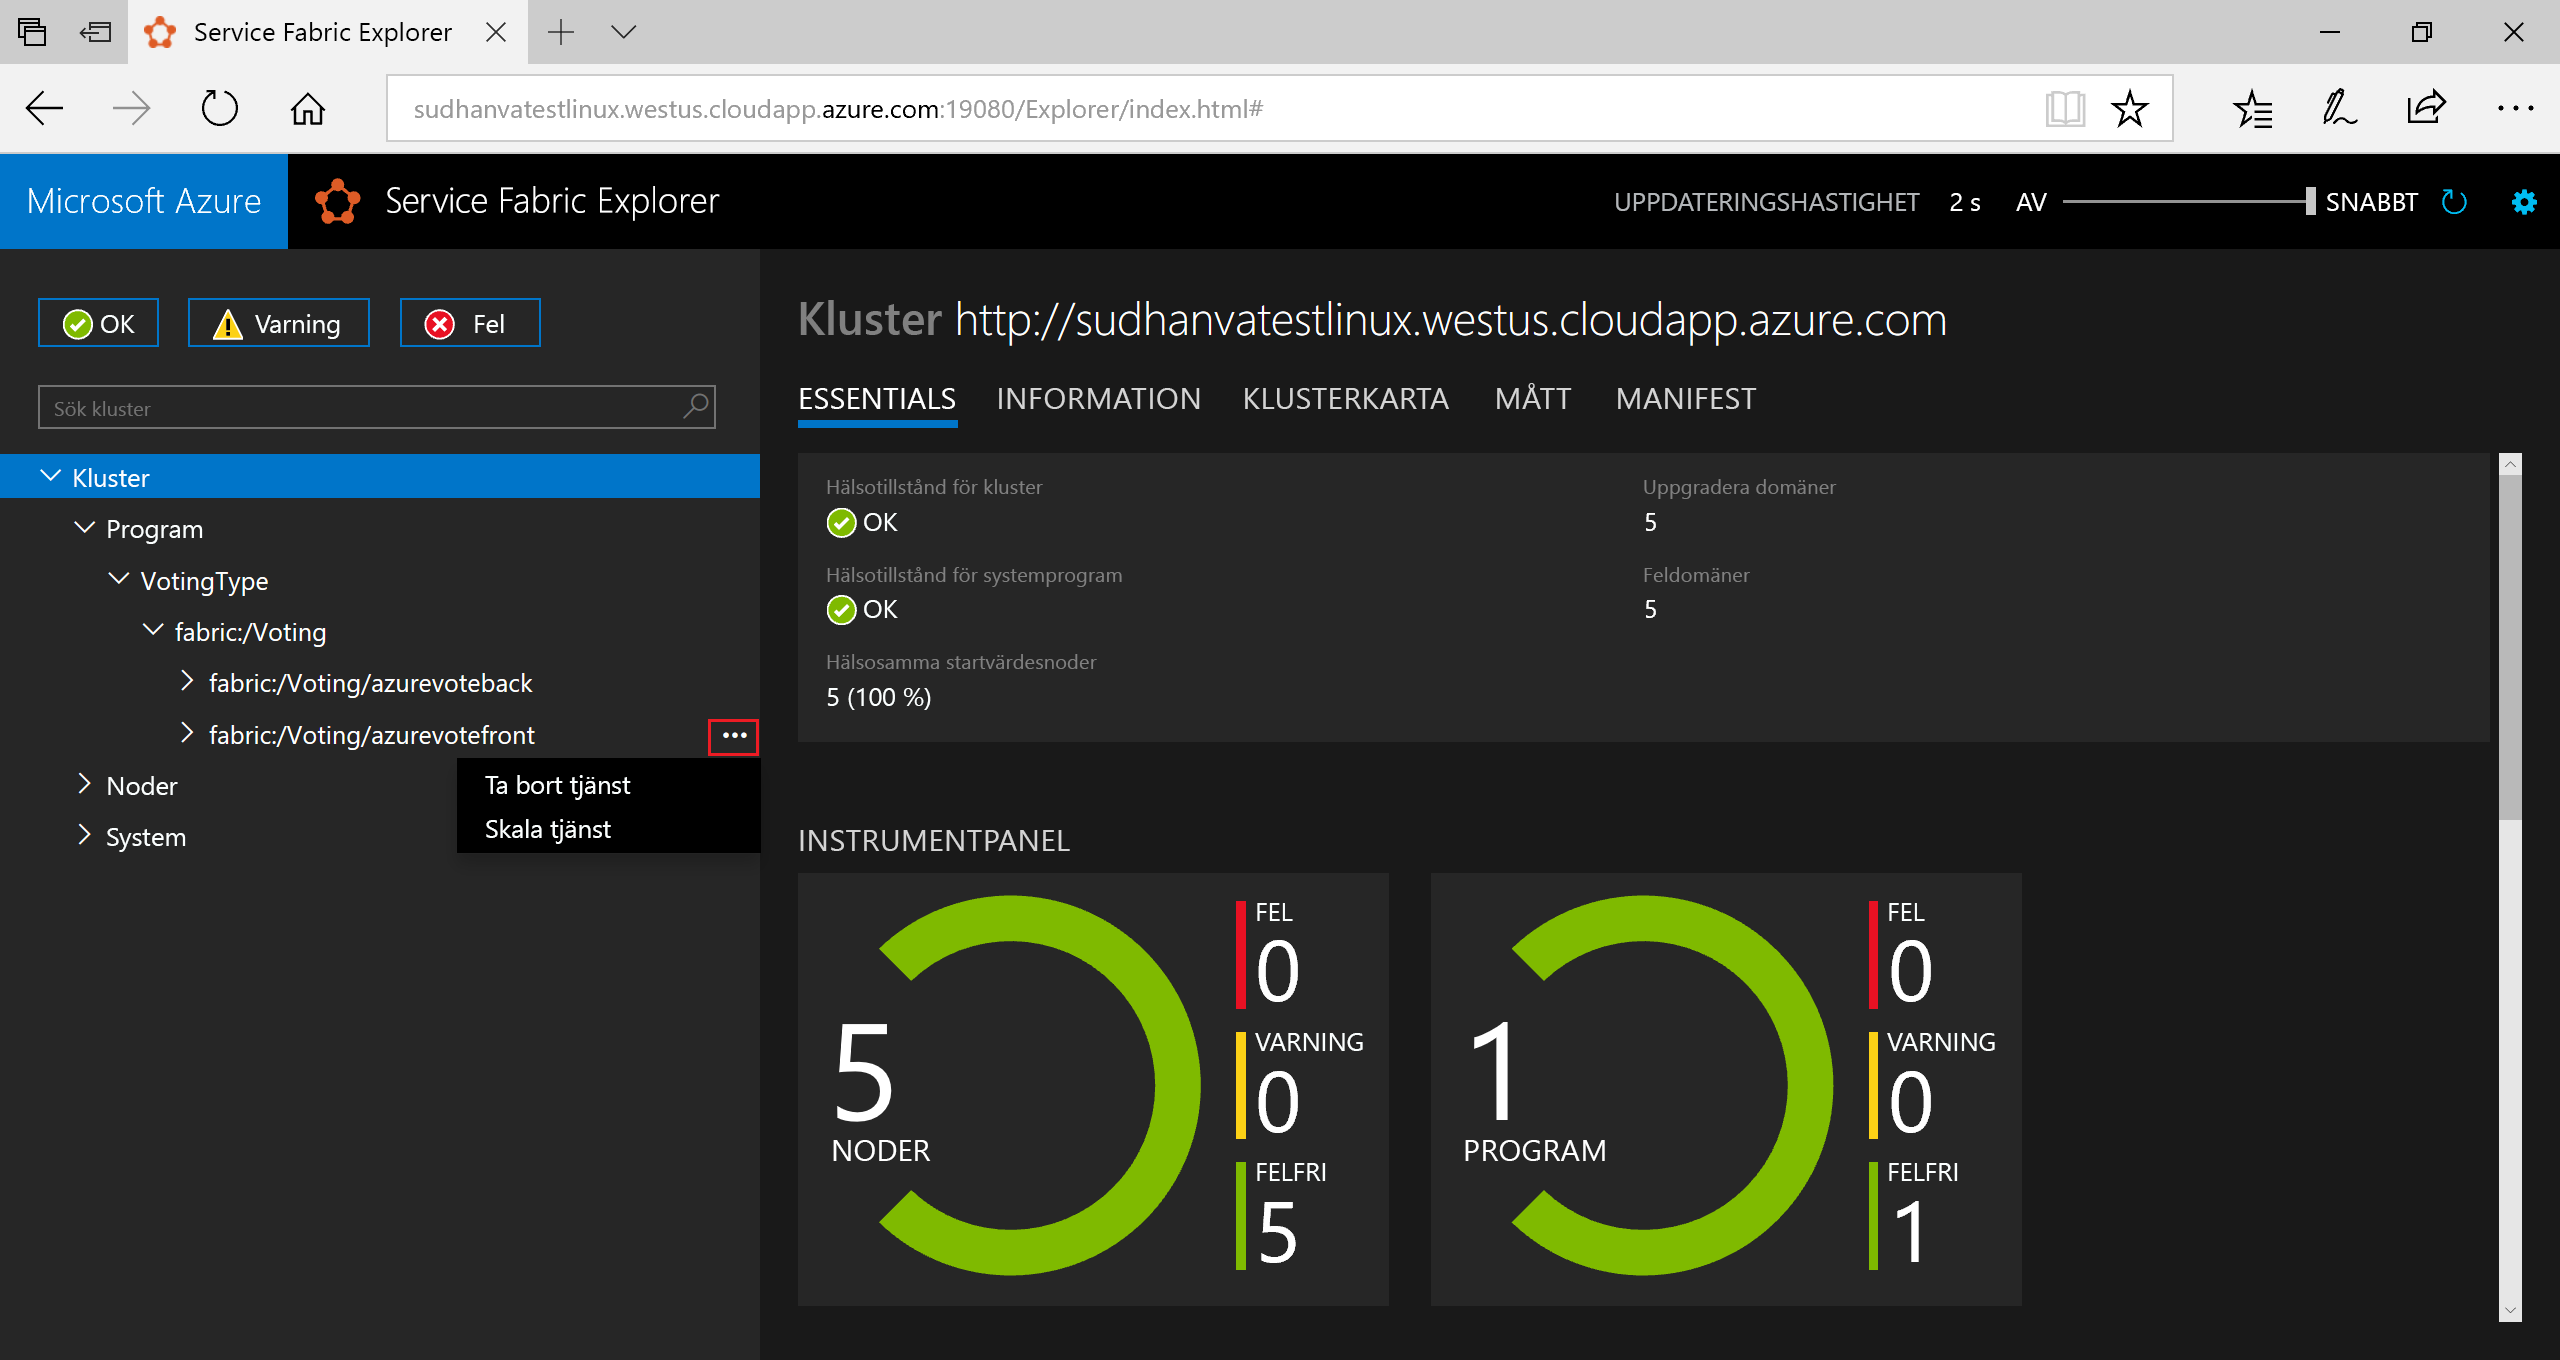 Service Fabric Explorer
sudhanvatestlinux.westus.cloudapp.azure.com:19080/Explorer/index.html#
Microsoft Azure
Service Fabric Explorer
UPPDATERINGSHASTIGHET 2 s AV SNABBT
OK Varning Fel
Sök kluster
Kluster
Program
VotingType
fabric:/Voting
fabric:/Voting/azurevoteback
fabric:/Voting/azurevotefront
Ta bort tjänst
Skala tjänst
Noder
System
Kluster http://sudhanvatestlinux.westus.cloudapp.azure.com
ESSENTIALS INFORMATION KLUSTERKARTA MÅTT MANIFEST
Hälsotillstånd för kluster
OK
Uppgradera domäner
5
Hälsotillstånd för systemprogram
OK
Feldomäner
5
Hälsosamma startvärdesnoder
5 (100 %)
INSTRUMENTPANEL
5
NODER
FEL
0
VARNING
0
FELFRI
5
1
PROGRAM
FEL
0
VARNING
0
FELFRI
1